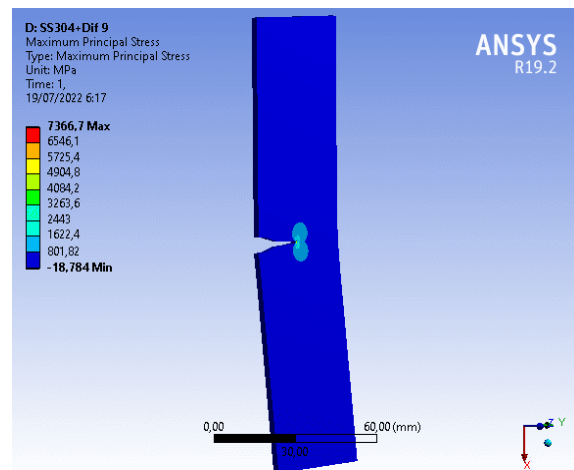 D: SS304+Dif 9
Maximum Principal Stress
Type: Maximum Principal Stress
Unit: MPa
Time: 1,
19/07/2022 6:17
ANSYS
R19.2
7366,7 Max
6546,1
5725,4
4904,8
4084,2
3263,6
2443
1622,4
801,82
-18,784 Min
0,00
60,00 (mm)
30,00
Z
Y
X